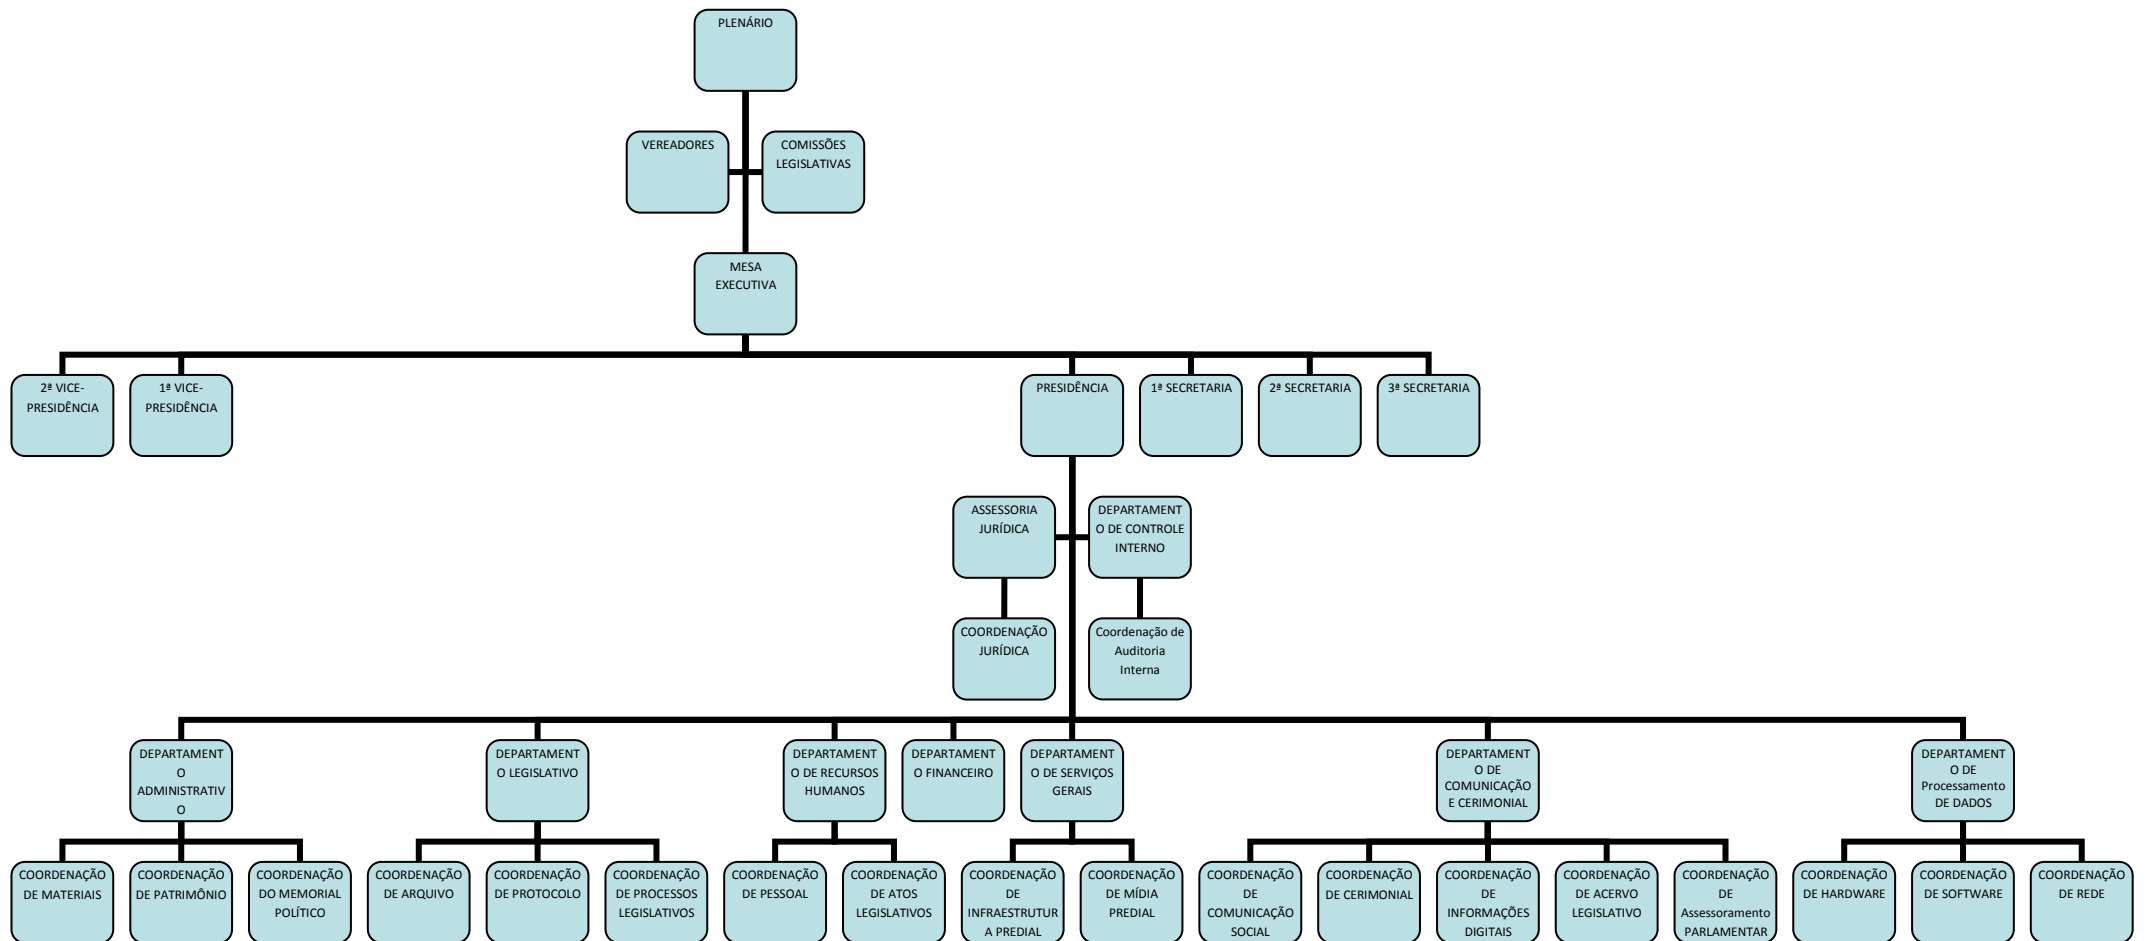 PLENÁRIO
VEREADORES
COMISSÕES
LEGISLATIVAS
MESA
EXECUTIVA
2ª VICE-
PRESIDÊNCIA
1ª VICE-
PRESIDÊNCIA
PRESIDÊNCIA
1ª SECRETARIA
2ª SECRETARIA
3ª SECRETARIA
ASSESSORIA
JURÍDICA
DEPARTAMENT
O DE CONTROLE
INTERNO
COORDENAÇÃO
JURÍDICA
Coordenação de
Auditoria
Interna
DEPARTAMENT
O
ADMINISTRATIV
O
DEPARTAMENT
O LEGISLATIVO
DEPARTAMENT
O DE RECURSOS
HUMANOS
DEPARTAMENT
O FINANCEIRO
DEPARTAMENT
O DE SERVIÇOS
GERAIS
DEPARTAMENT
O DE
COMUNICAÇÃO
E CERIMONIAL
DEPARTAMENT
O DE
Processamento
DE DADOS
COORDENAÇÃO
DE MATERIAIS
COORDENAÇÃO
DE PATRIMÔNIO
COORDENAÇÃO
DO MEMORIAL
POLÍTICO
COORDENAÇÃO
DE ARQUIVO
COORDENAÇÃO
DE PROTOCOLO
COORDENAÇÃO
DE PROCESSOS
LEGISLATIVOS
COORDENAÇÃO
DE PESSOAL
COORDENAÇÃO
DE ATOS
LEGISLATIVOS
COORDENAÇÃO
DE
INFRAESTRUTUR
A PREDIAL
COORDENAÇÃO
DE MÍDIA
PREDIAL
COORDENAÇÃO
DE
COMUNICAÇÃO
SOCIAL
COORDENAÇÃO
DE CERIMONIAL
COORDENAÇÃO
DE
INFORMAÇÕES
DIGITAIS
COORDENAÇÃO
DE ACERVO
LEGISLATIVO
COORDENAÇÃO
DE
Assessoramento
PARLAMENTAR
COORDENAÇÃO
DE HARDWARE
COORDENAÇÃO
DE SOFTWARE
COORDENAÇÃO
DE REDE